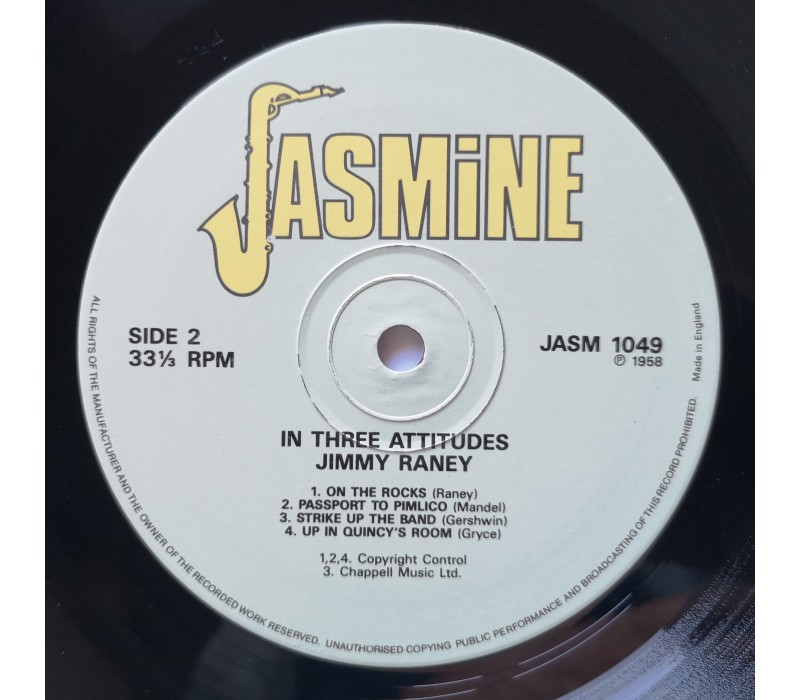 JASMiNE
SIDE 2
33⅓ RPM
JASM 1049
℗ 1958
Made in England
IN THREE ATTITUDES
JIMMY RANEY
1. ON THE ROCKS (Raney)
2. PASSPORT TO PIMLICO (Mandel)
3. STRIKE UP THE BAND (Gershwin)
4. UP IN QUINCY'S ROOM (Gryce)
1,2,4. Copyright Control
3. Chappell Music Ltd.
ALL RIGHTS OF THE MANUFACTURER AND THE OWNER OF THE RECORDED WORK RESERVED. UNAUTHORISED COPYING PUBLIC PERFORMANCE AND BROADCASTING OF THIS RECORD PROHIBITED.